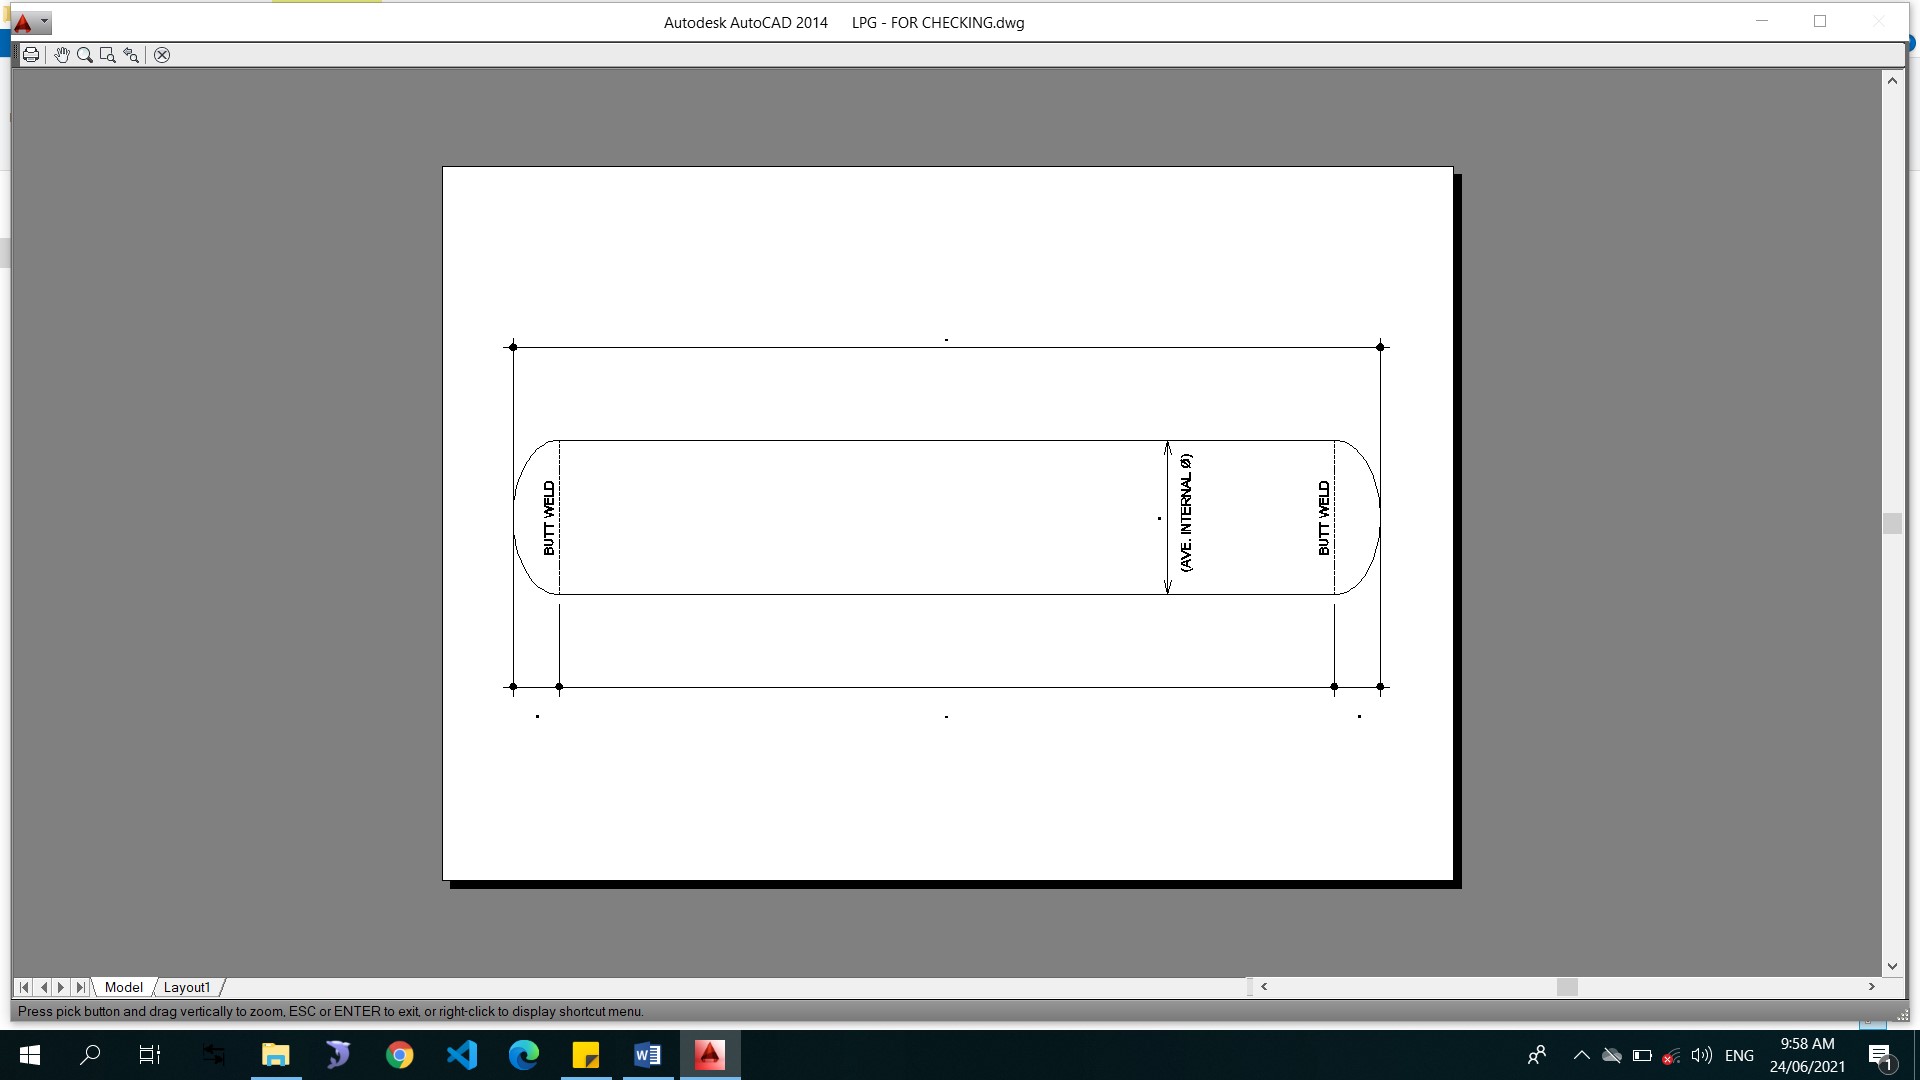 Autodesk AutoCAD 2014 LPG - FOR CHECKING.dwg
BUTT WELD
(AVE. INTERNAL Ø)
BUTT WELD
Model
Layout1
Press pick button and drag vertically to zoom, ESC or ENTER to exit, or right-click to display shortcut menu.
ENG
9:58 AM
24/06/2021
1